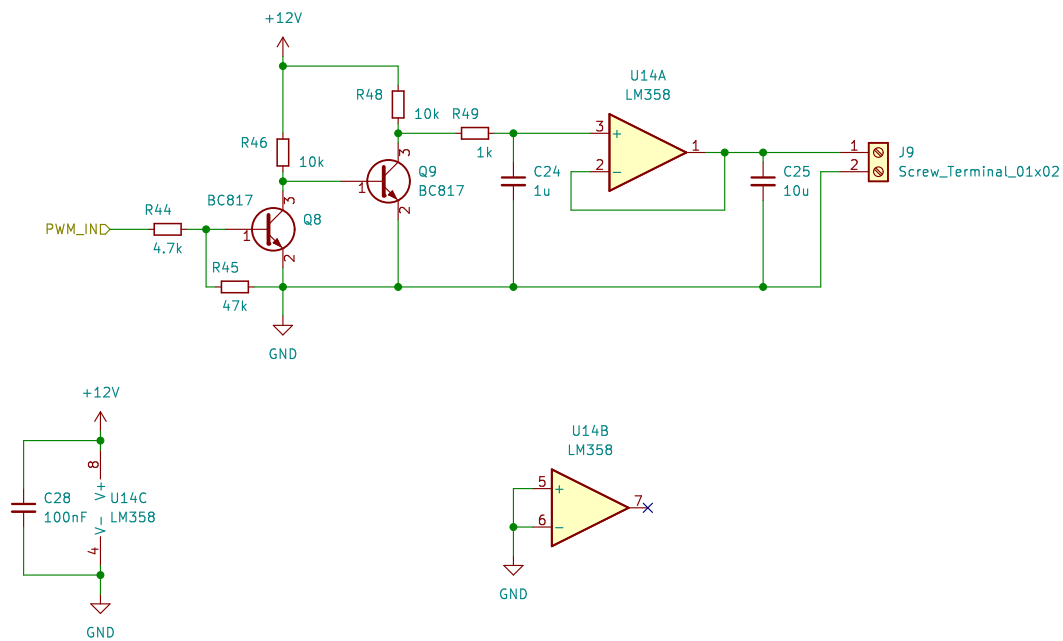 +12V
U14A
LM358
R48
10k
R49
1k
3
+
2
−
1
1
2
J9
Screw_Terminal_01x02
R46
10k
3
Q9
BC817
1
2
C24
1u
C25
10u
BC817
3
Q8
1
2
PWM_IN
R44
4.7k
R45
47k
GND
+12V
8
V+
C28
100nF
U14C
LM358
V-
4
GND
U14B
LM358
5
+
6
−
7
GND